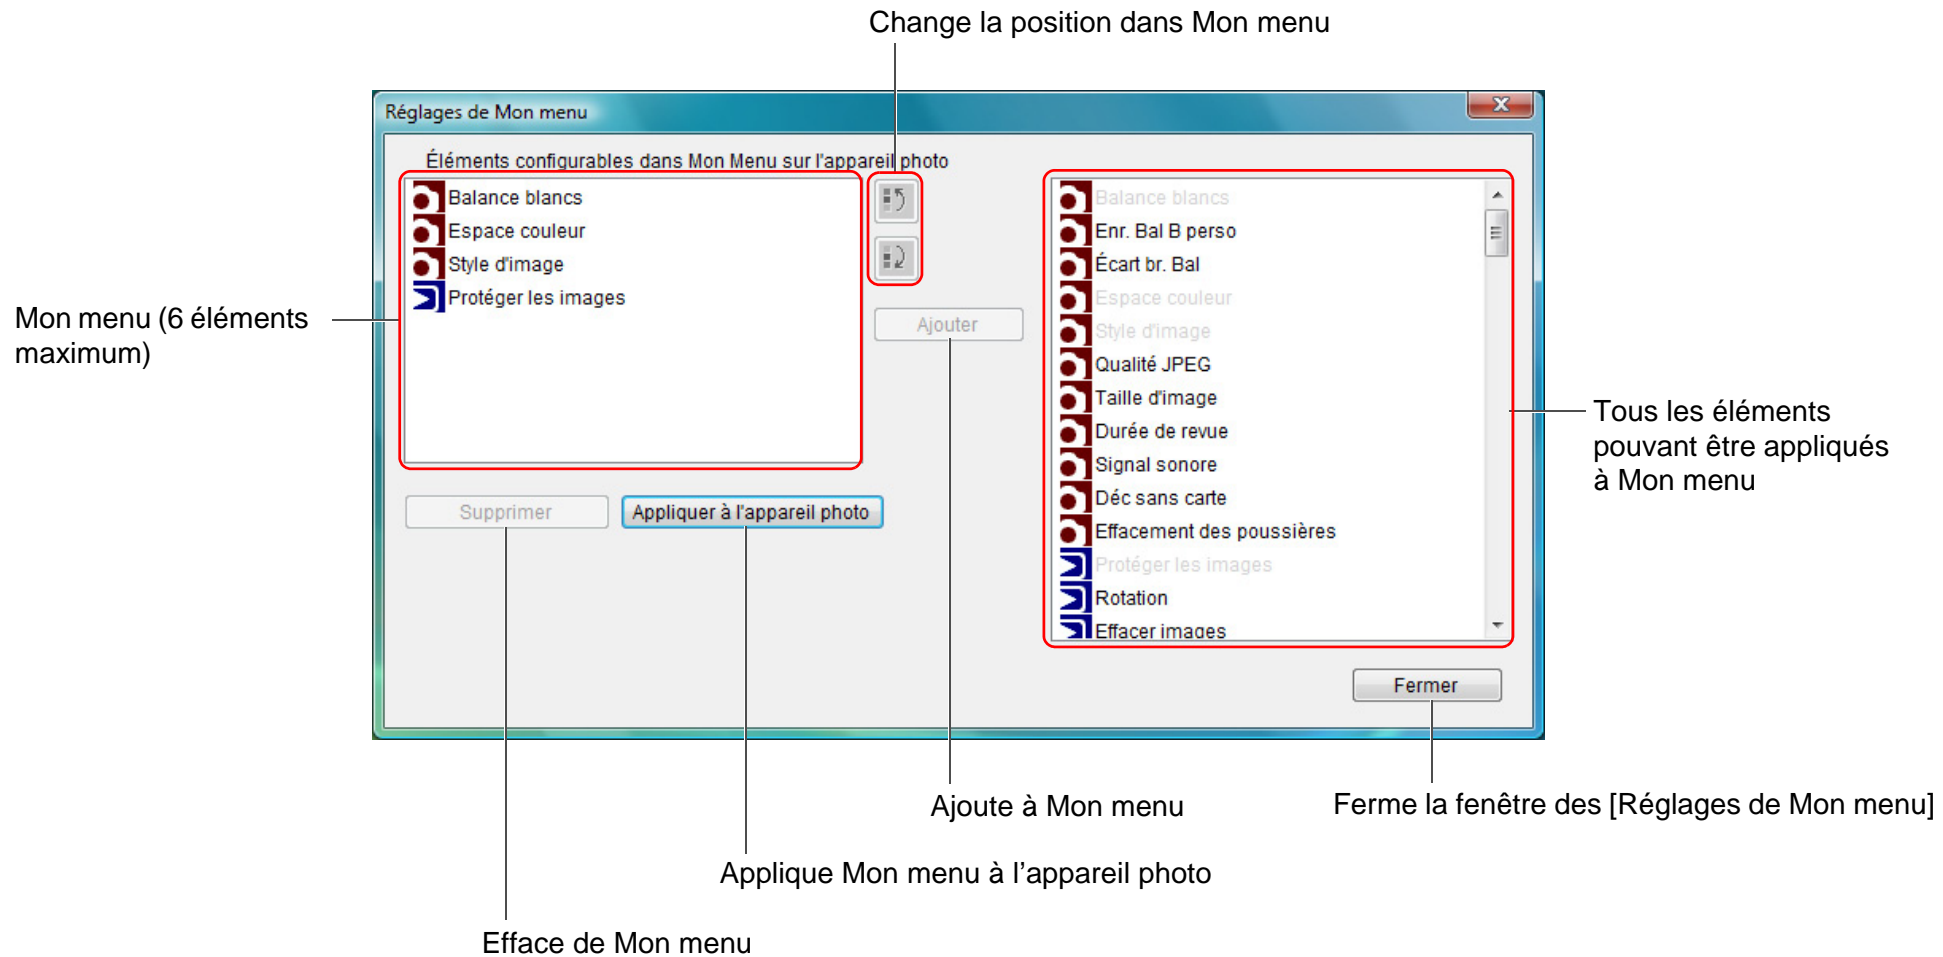 Change la position dans Mon menu
Réglages de Mon menu
Éléments configurables dans Mon Menu sur l'appareil photo
Balance blancs
Espace couleur
Style d'image
Protéger les images
Mon menu (6 éléments
maximum)
Ajouter
Supprimer
Appliquer à l'appareil photo
Balance blancs
Enr. Bal B perso
Écart br. Bal
Espace couleur
Style d'image
Qualité JPEG
Taille d'image
Durée de revue
Signal sonore
Déc sans carte
Effacement des poussières
Protéger les images
Rotation
Effacer images
Tous les éléments
pouvant être appliqués
à Mon menu
Fermer
Ajoute à Mon menu
Ferme la fenêtre des [Réglages de Mon menu]
Applique Mon menu à l’appareil photo
Efface de Mon menu